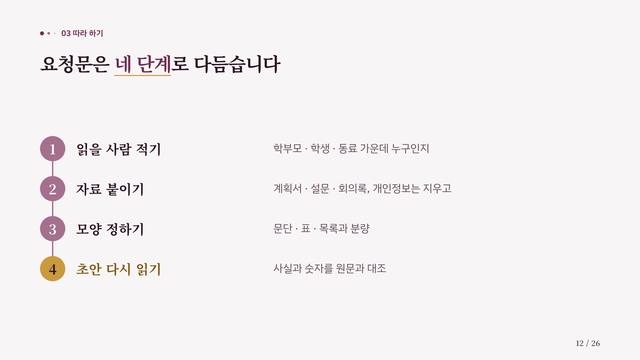 03 따라 하기
요청문은 네 단계로 다듬습니다
1 읽을 사람 적기 학부모 · 학생 · 동료 가운데 누구인지
2 자료 붙이기 계획서 · 설문 · 회의록, 개인정보는 지우고
3 모양 정하기 문단 · 표 · 목록과 분량
4 초안 다시 읽기 사실과 숫자를 원문과 대조
12 / 26